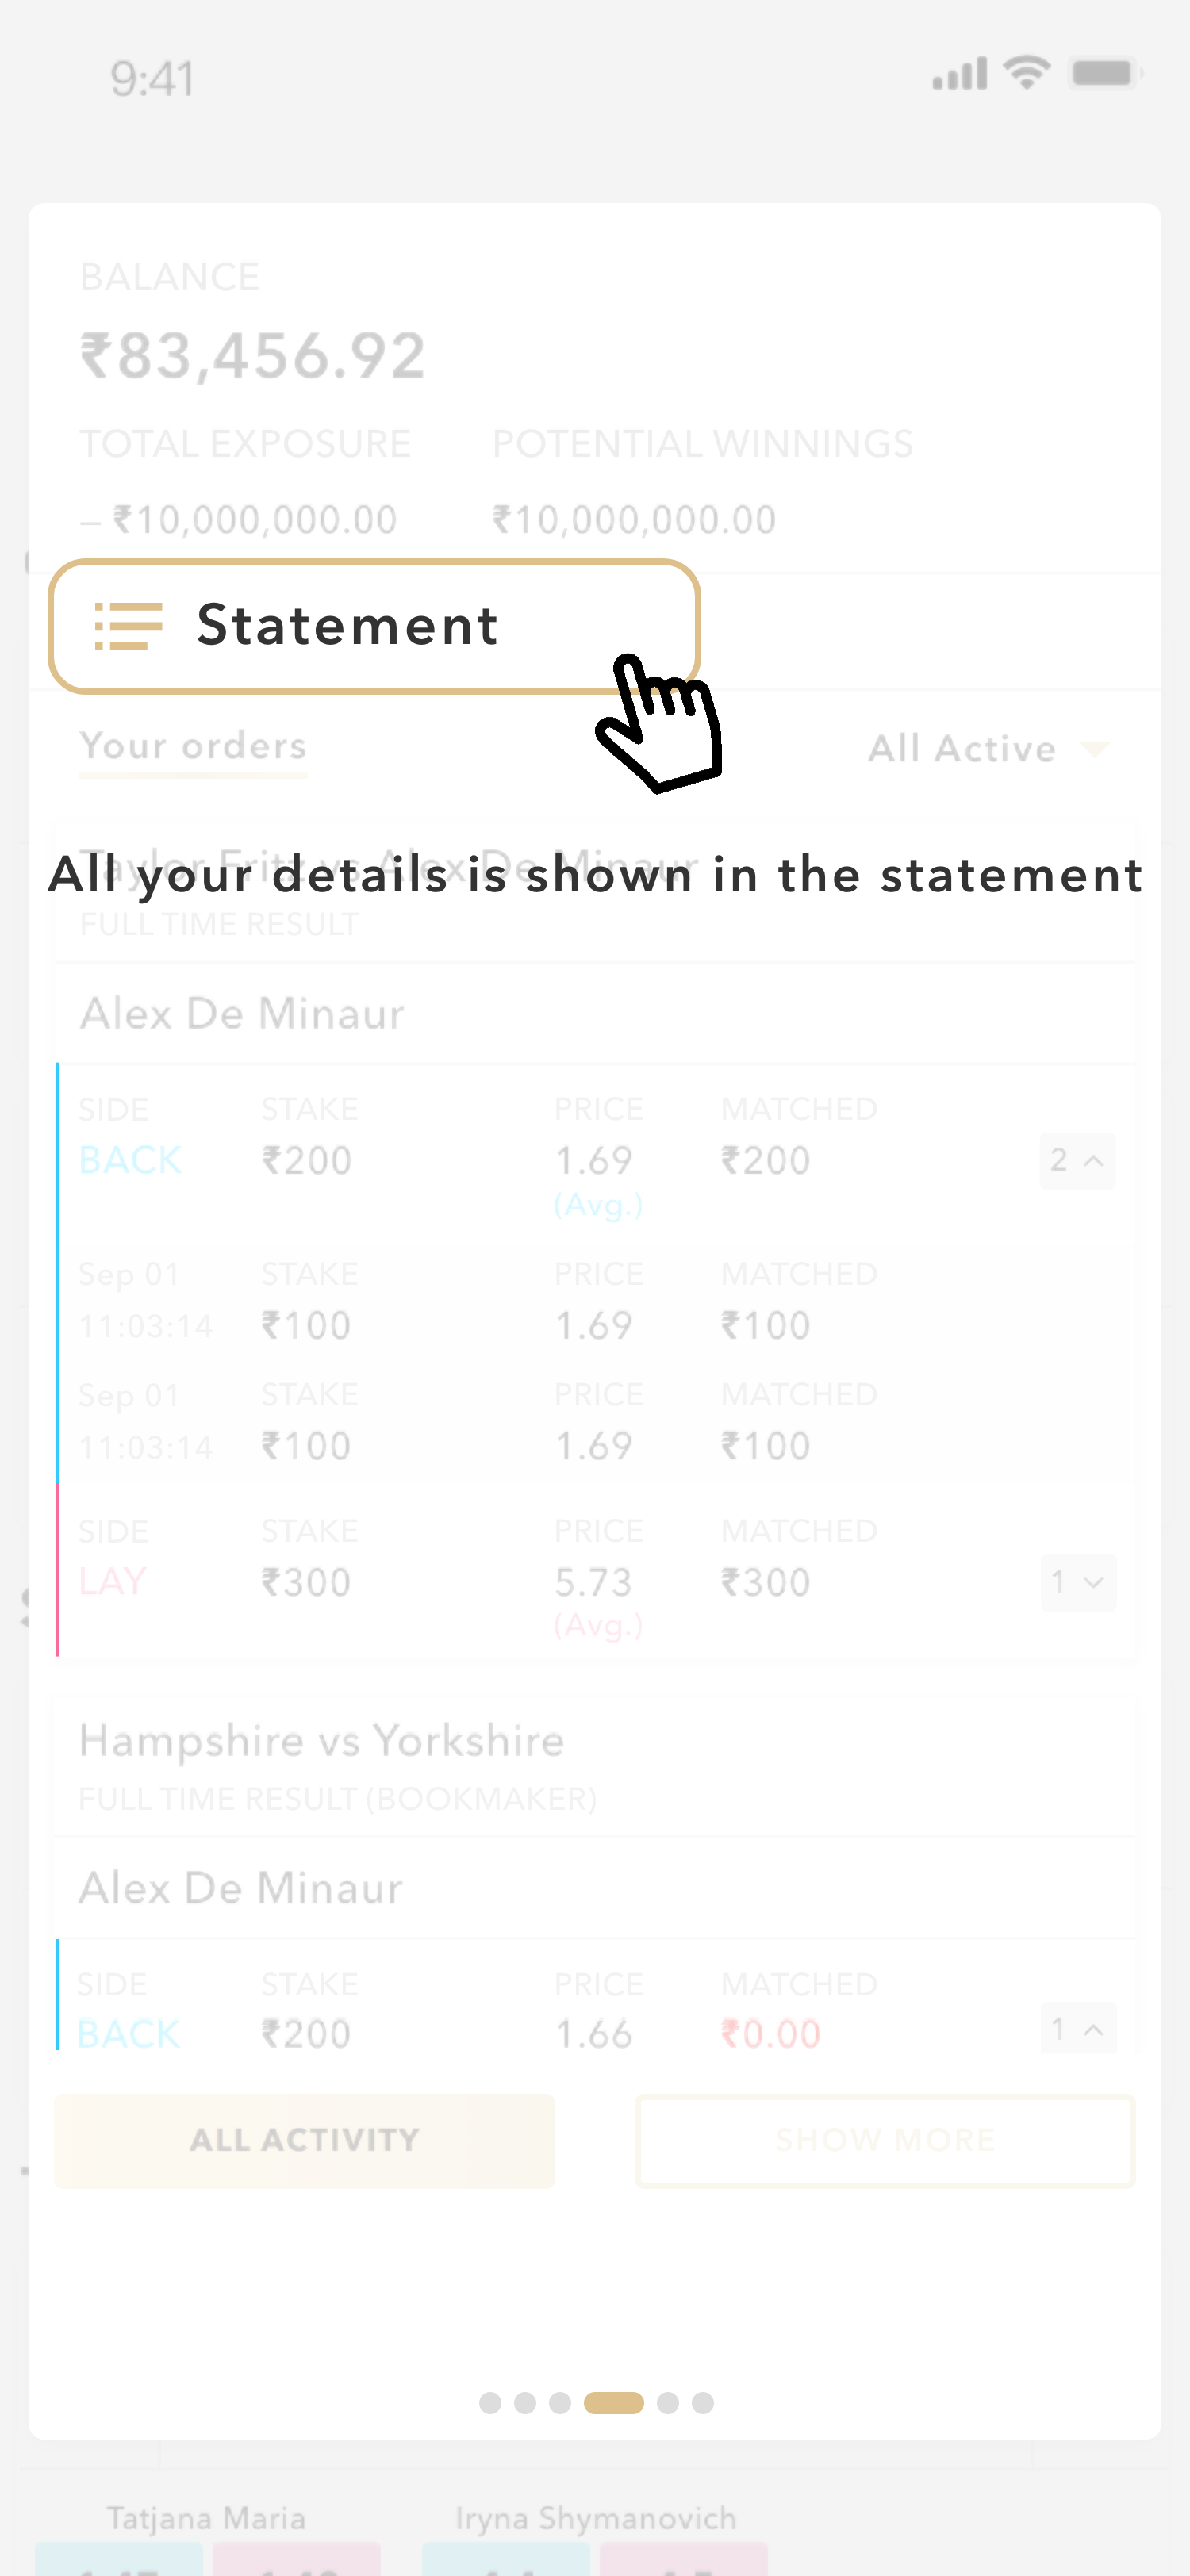 9:41
BALANCE
₹83,456.92
TOTAL EXPOSURE POTENTIAL WINNINGS
– ₹10,000,000.00 ₹10,000,000.00
Statement
Your orders All Active
Taylor Fritz vs Alex De Minaur
All your details is shown in the statement
FULL TIME RESULT
Alex De Minaur
SIDE STAKE PRICE MATCHED
BACK ₹200 1.69 ₹200 2
(Avg.)
Sep 01 STAKE PRICE MATCHED
11:03:14 ₹100 1.69 ₹100
Sep 01 STAKE PRICE MATCHED
11:03:14 ₹100 1.69 ₹100
SIDE STAKE PRICE MATCHED
LAY ₹300 5.73 ₹300 1
(Avg.)
Hampshire vs Yorkshire
FULL TIME RESULT (BOOKMAKER)
Alex De Minaur
SIDE STAKE PRICE MATCHED
BACK ₹200 1.66 ₹0.00 1
ALL ACTIVITY SHOW MORE
Tatjana Maria Iryna Shymanovich